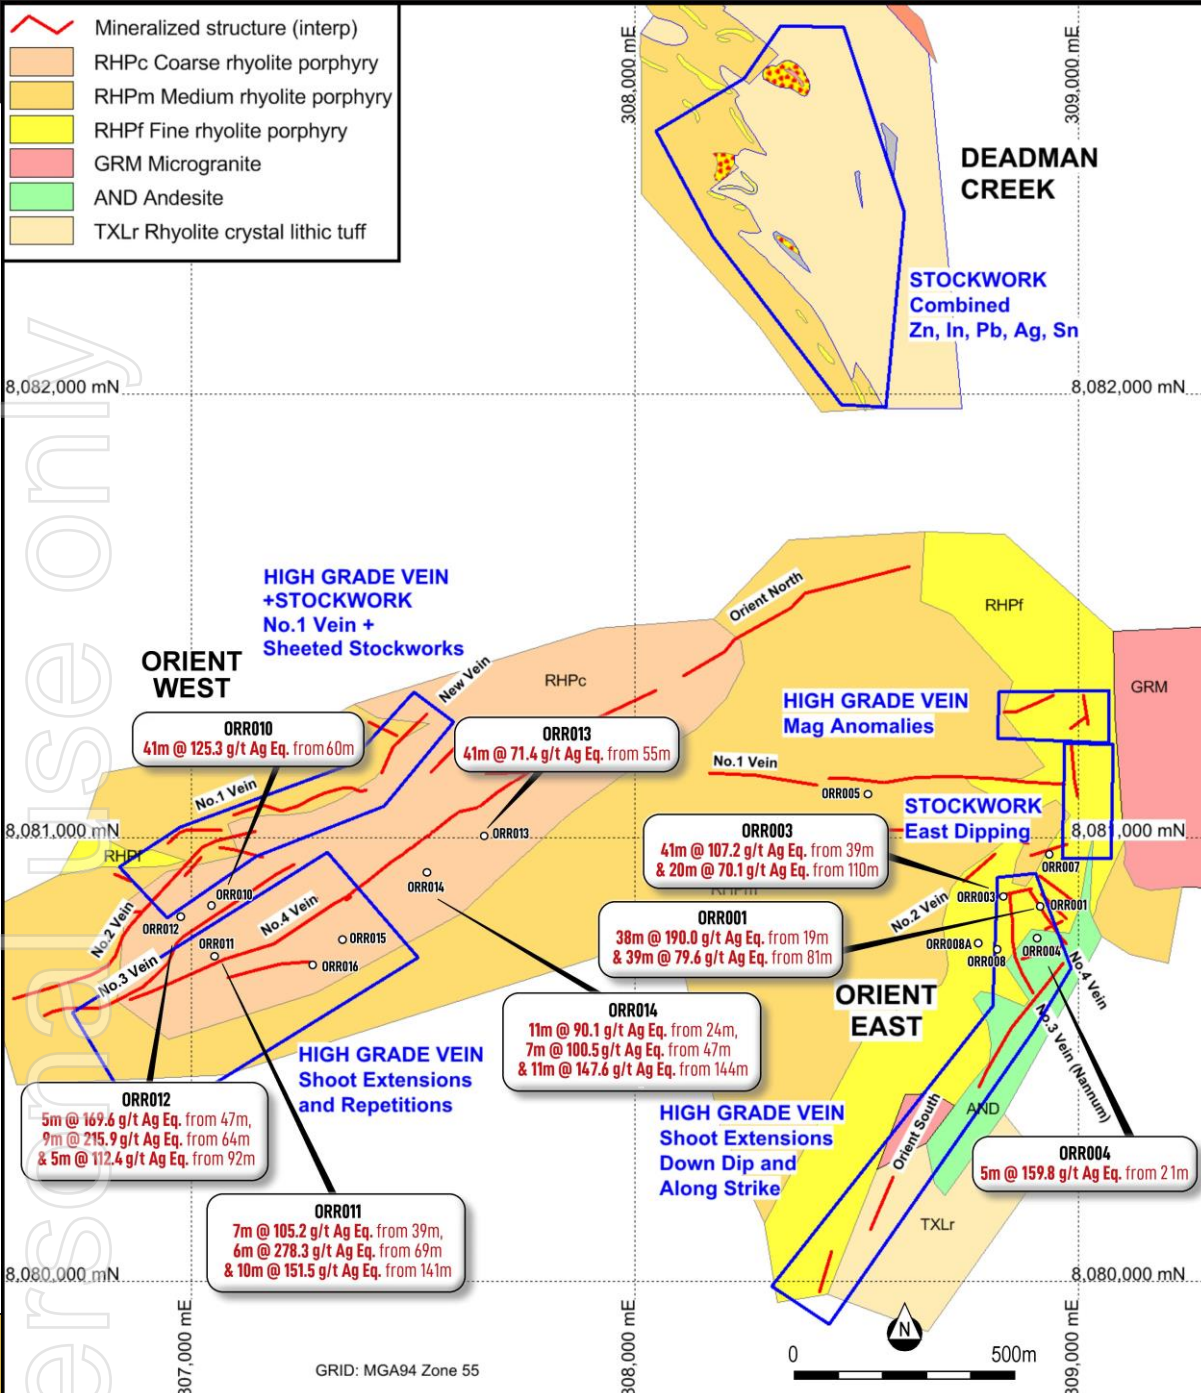 Mineralized structure (interp)
RHPc Coarse rhyolite porphyry
RHPm Medium rhyolite porphyry
RHPf Fine rhyolite porphyry
GRM Microgranite
AND Andesite
TXLr Rhyolite crystal lithic tuff
308,000 mE
309,000 mE
DEADMAN
CREEK
STOCKWORK
Combined
Zn, In, Pb, Ag, Sn
8,082,000 mN
8,082,000 mN
HIGH GRADE VEIN
+STOCKWORK
No.1 Vein +
Sheeted Stockworks
ORIENT
WEST
Orient North
RHPf
New Vein
RHPc
GRM
HIGH GRADE VEIN
Mag Anomalies
ORR010
41m @ 125.3 g/t Ag Eq. from 60m
ORR013
41m @ 71.4 g/t Ag Eq. from 55m
No.1 Vein
No.1 Vein
ORR005
STOCKWORK
East Dipping
8,081,000 mN
8,081,000 mN
ORR013
RHPf
ORR003
41m @ 107.2 g/t Ag Eq. from 39m
& 20m @ 70.1 g/t Ag Eq. from 110m
ORR007
ORR014
RHPm
ORR010
ORR003
ORR001
No.4 Vein
No.2 Vein
ORR012
No.2 Vein
ORR001
38m @ 190.0 g/t Ag Eq. from 19m
& 39m @ 79.6 g/t Ag Eq. from 81m
ORR015
ORR011
ORR008A
ORR008
ORR004
ORR016
No.3 Vein
No.4 Vein
ORIENT
EAST
ORR014
11m @ 90.1 g/t Ag Eq. from 24m,
7m @ 100.5 g/t Ag Eq. from 47m
& 11m @ 147.6 g/t Ag Eq. from 144m
No.3 Vein (Nannum)
HIGH GRADE VEIN
Shoot Extensions
and Repetitions
ORR012
5m @ 169.6 g/t Ag Eq. from 47m,
9m @ 215.9 g/t Ag Eq. from 64m
& 5m @ 112.4 g/t Ag Eq. from 92m
HIGH GRADE VEIN
Shoot Extensions
Down Dip and
Along Strike
AND
Orient South
ORR004
5m @ 159.8 g/t Ag Eq. from 21m
ORR011
7m @ 105.2 g/t Ag Eq. from 39m,
6m @ 278.3 g/t Ag Eq. from 69m
& 10m @ 151.5 g/t Ag Eq. from 141m
TXLr
8,080,000 mN
8,080,000 mN
307,000 mE
308,000 mE
309,000 mE
GRID: MGA94 Zone 55
N
0
500m
ersonal use only